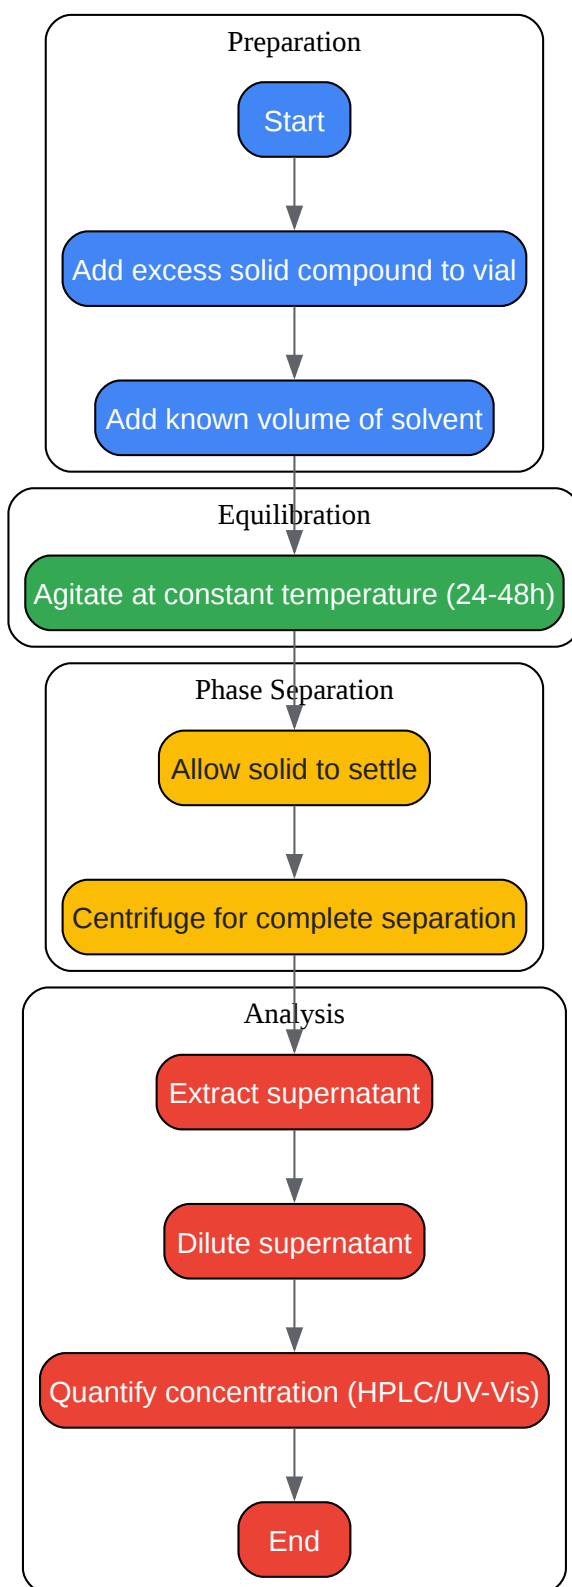 Preparation
Start
Add excess solid compound to vial
Add known volume of solvent
Equilibration
Agitate at constant temperature (24-48h)
Phase Separation
Allow solid to settle
Centrifuge for complete separation
Analysis
Extract supernatant
Dilute supernatant
Quantify concentration (HPLC/UV-Vis)
End